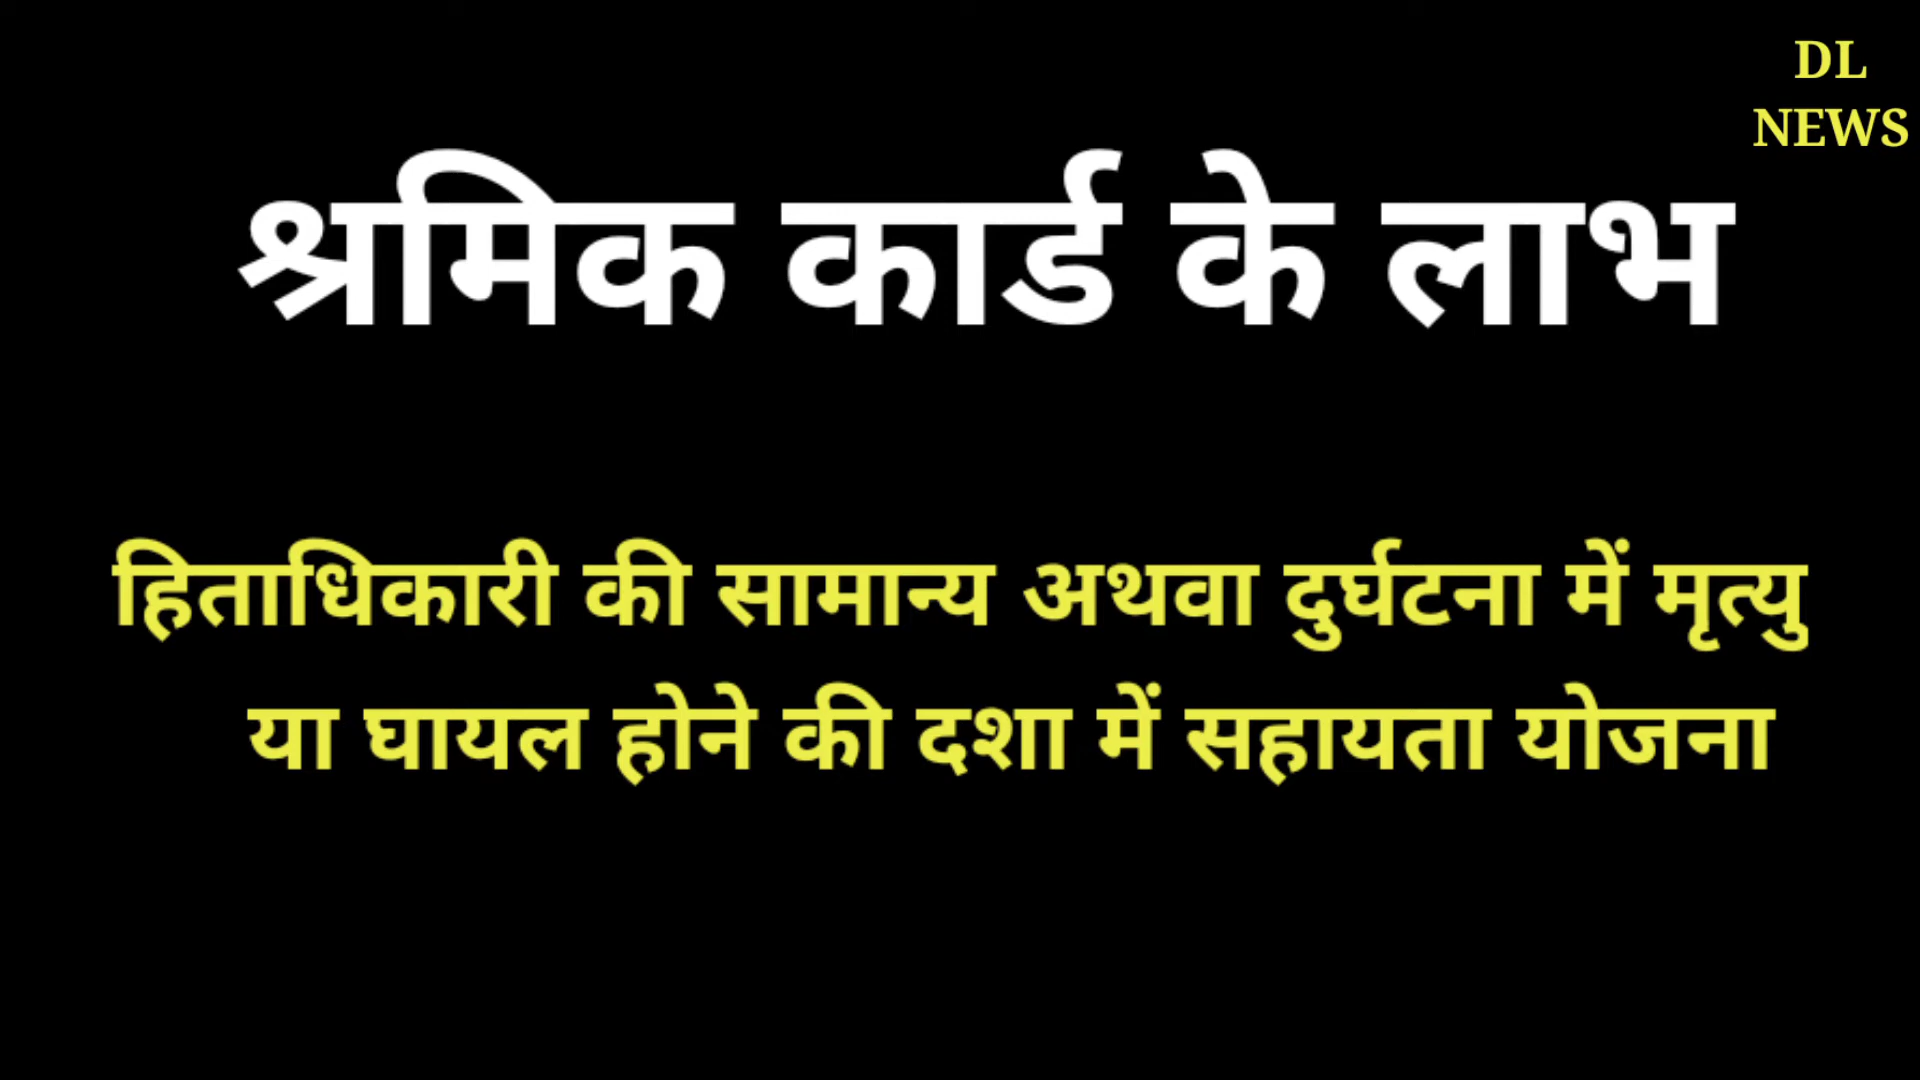 DL
NEWS
श्रमिक कार्ड के लाभ
हिताधिकारी की सामान्य अथवा दुर्घटना में मृत्यु
या घायल होने की दशा में सहायता योजना